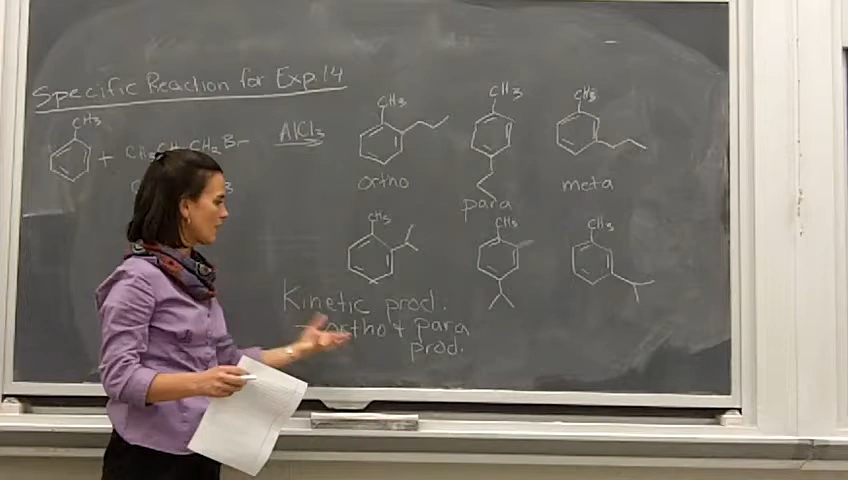 Specific Reaction for Exp. 14
CH3 + CH3CH2CH2Br AlCl3
CH3 CH3 CH3
ortho para meta
CH3 CH3 CH3
Kinetic prod.
- ortho + para
prod.